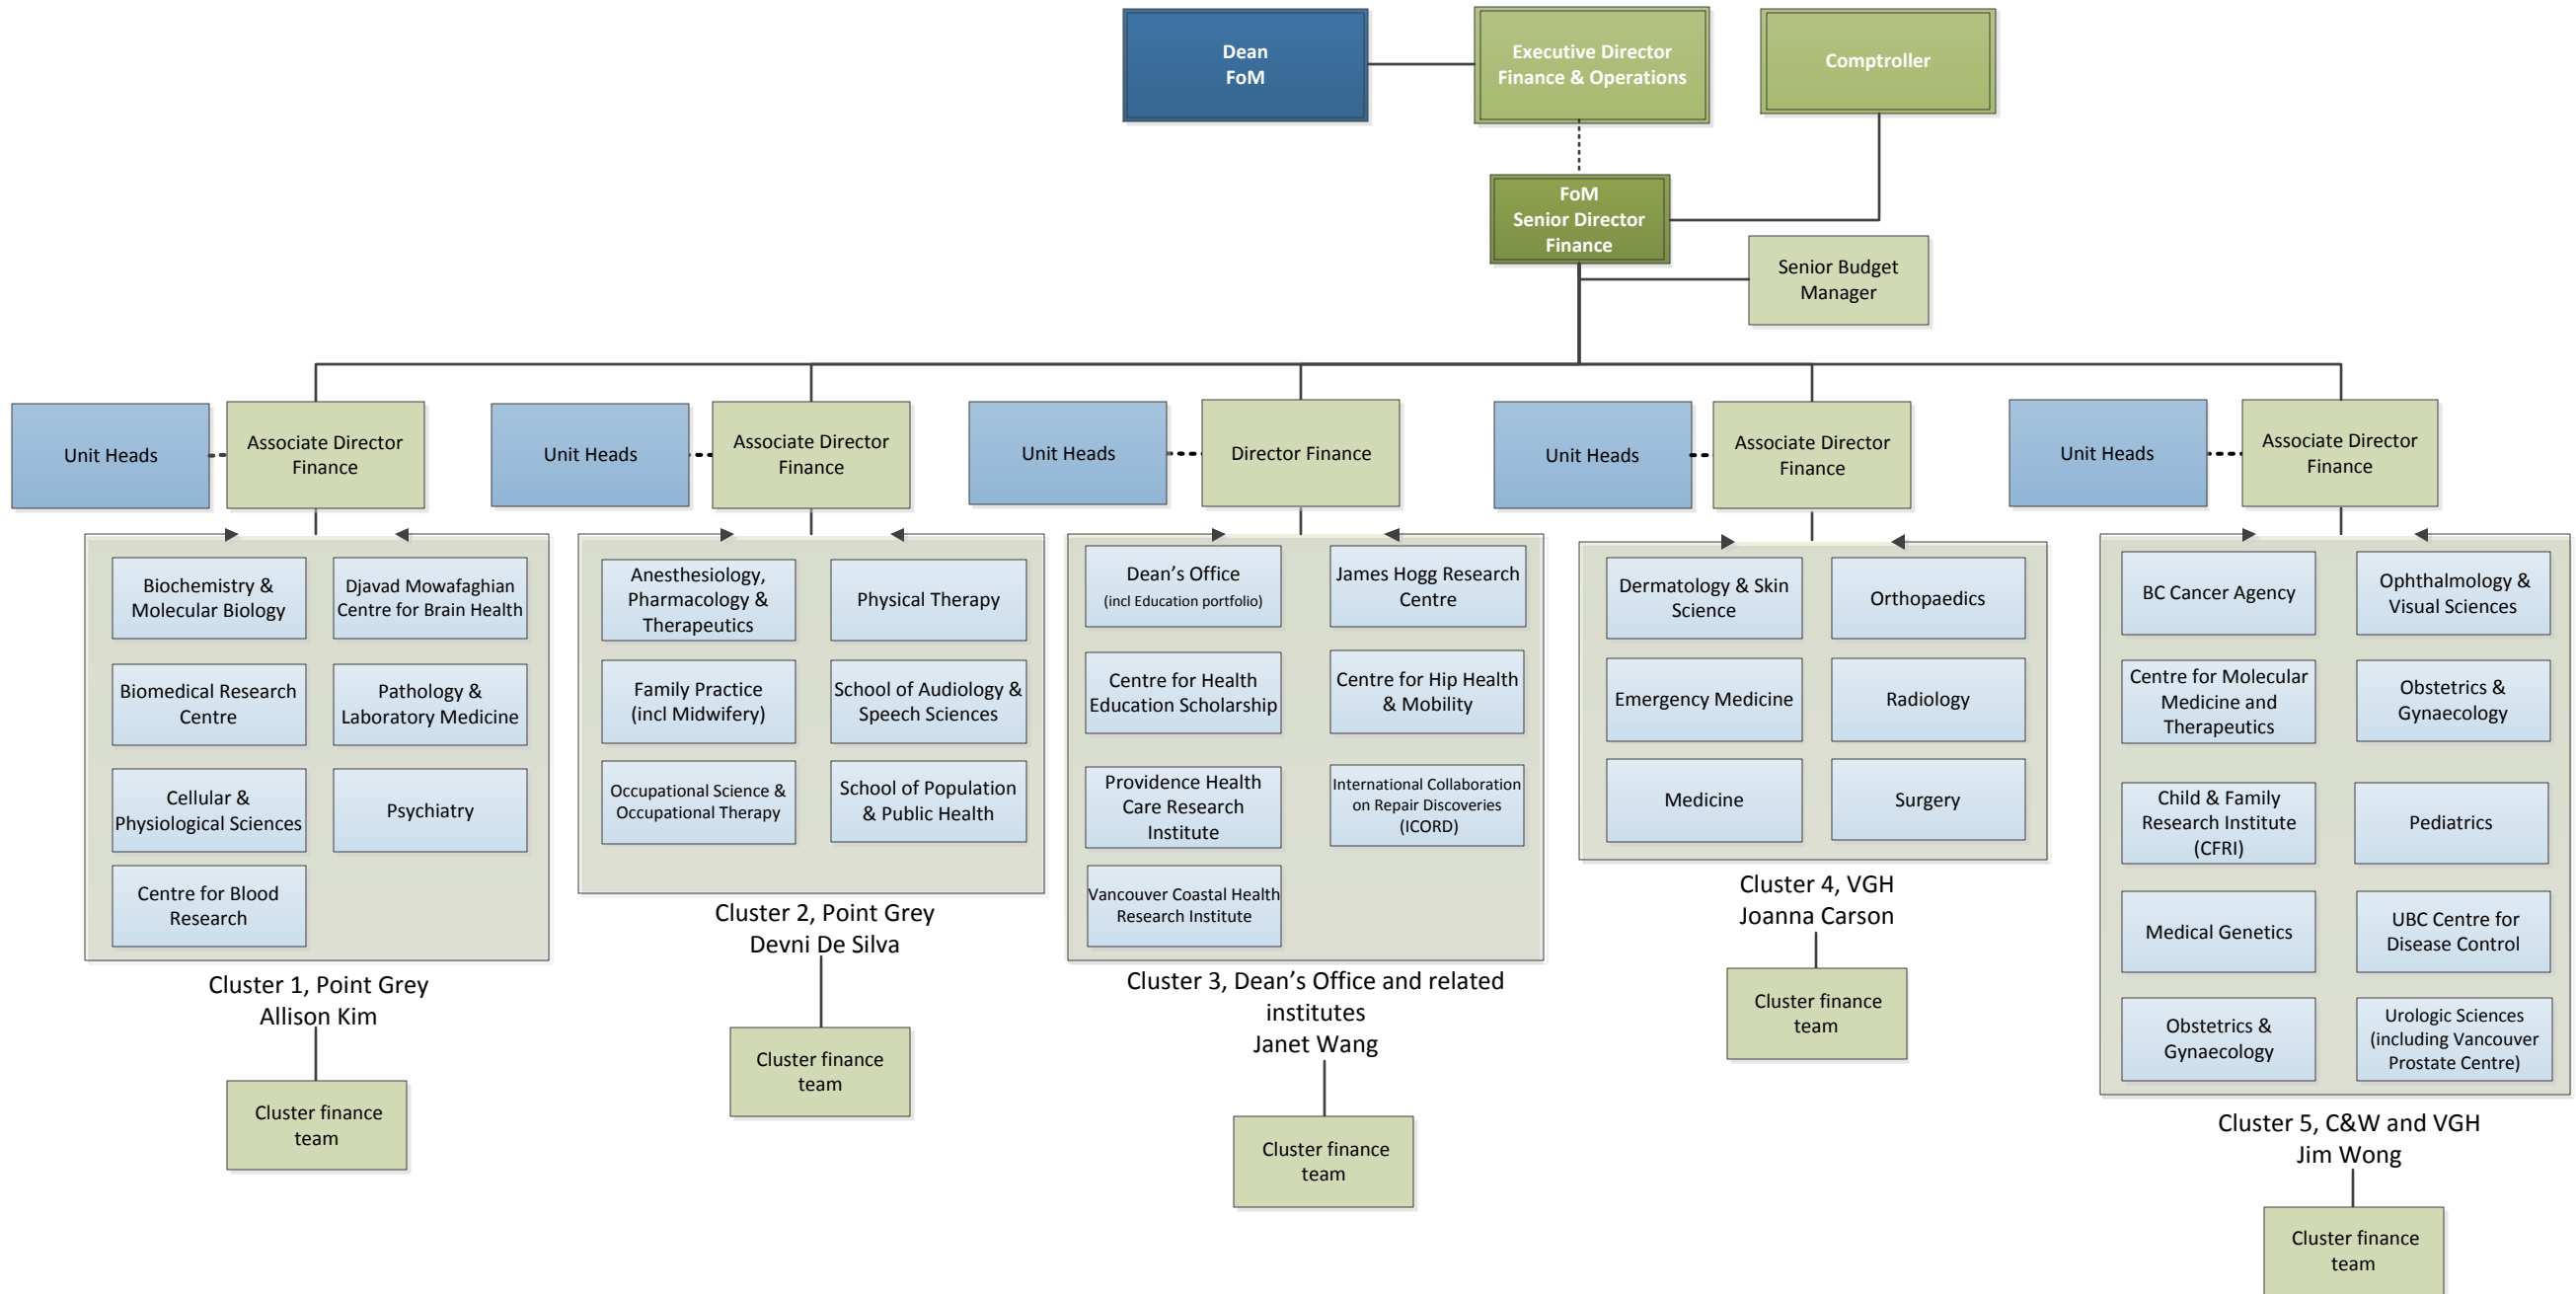 Dean
FoM
Executive Director
Finance & Operations
Comptroller
FoM
Senior Director
Finance
Senior Budget
Manager
Unit Heads
Associate Director
Finance
Unit Heads
Associate Director
Finance
Unit Heads
Director Finance
Unit Heads
Associate Director
Finance
Unit Heads
Associate Director
Finance
Biochemistry &
Molecular Biology
Djavad Mowafaghian
Centre for Brain Health
Biomedical Research
Centre
Pathology &
Laboratory Medicine
Cellular &
Physiological Sciences
Psychiatry
Centre for Blood
Research
Cluster 1, Point Grey
Allison Kim
Cluster finance
team
Anesthesiology,
Pharmacology &
Therapeutics
Physical Therapy
Family Practice
(incl Midwifery)
School of Audiology &
Speech Sciences
Occupational Science &
Occupational Therapy
School of Population
& Public Health
Cluster 2, Point Grey
Devni De Silva
Cluster finance
team
Dean's Office
(incl Education portfolio)
James Hogg Research
Centre
Centre for Health
Education Scholarship
Centre for Hip Health
& Mobility
Providence Health
Care Research
Institute
International Collaboration
on Repair Discoveries
(ICORD)
Vancouver Coastal Health
Research Institute
Cluster 3, Dean's Office and related
institutes
Janet Wang
Cluster finance
team
Dermatology & Skin
Science
Orthopaedics
Emergency Medicine
Radiology
Medicine
Surgery
Cluster 4, VGH
Joanna Carson
Cluster finance
team
BC Cancer Agency
Ophthalmology &
Visual Sciences
Centre for Molecular
Medicine and
Therapeutics
Obstetrics &
Gynaecology
Child & Family
Research Institute
(CFRI)
Pediatrics
Medical Genetics
UBC Centre for
Disease Control
Obstetrics &
Gynaecology
Urologic Sciences
(including Vancouver
Prostate Centre)
Cluster 5, C&W and VGH
Jim Wong
Cluster finance
team